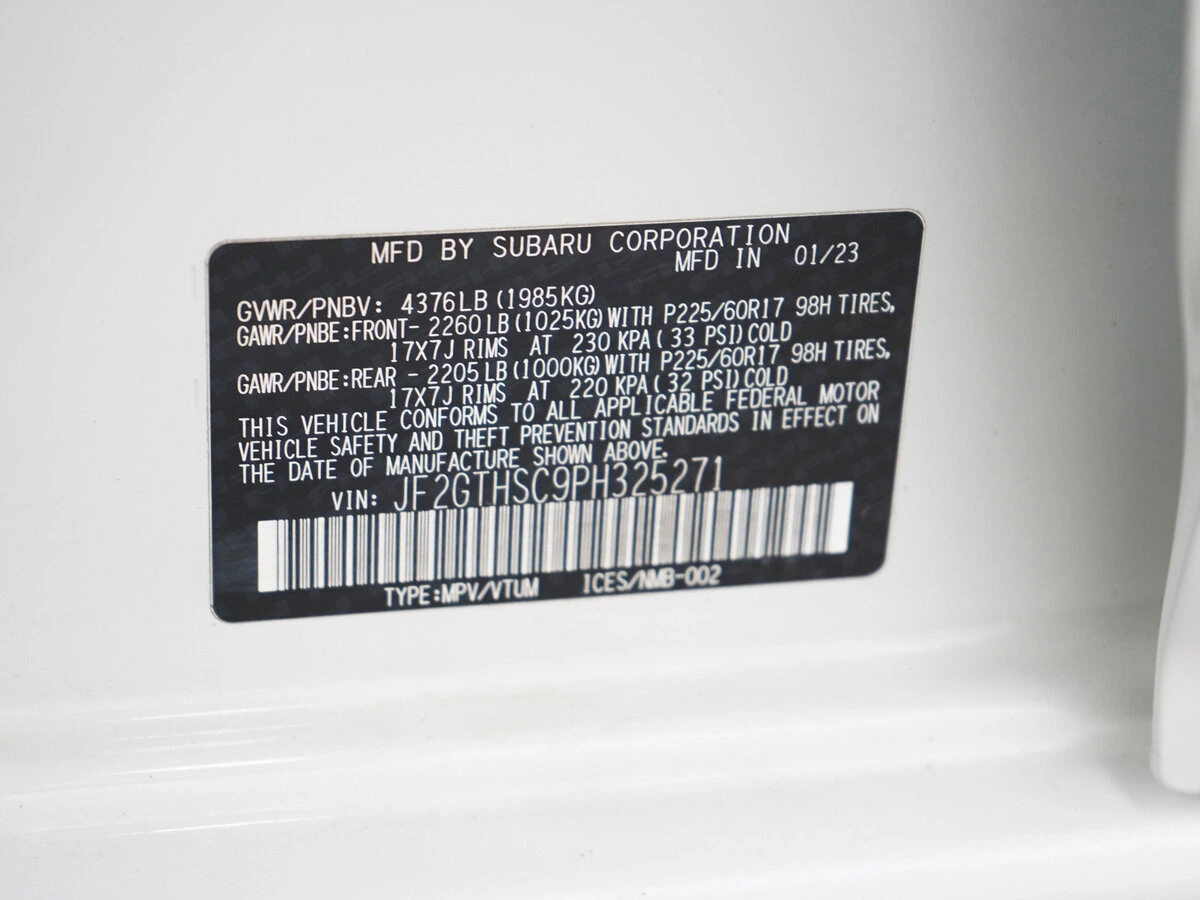 MFD BY SUBARU CORPORATION
MFD IN 01/23
GVWR/PNBV: 4376LB (1985KG)
GAWR/PNBE:FRONT- 2260 LB (1025KG) WITH P225/60R17 98H TIRES,
17X7J RIMS AT 230 KPA ( 33 PSI) COLD
GAWR/PNBE:REAR - 2205 LB (1000KG) WITH P225/60R17 98H TIRES,
17X7J RIMS AT 220 KPA ( 32 PSI) COLD
THIS VEHICLE CONFORMS TO ALL APPLICABLE FEDERAL MOTOR
VEHICLE SAFETY AND THEFT PREVENTION STANDARDS IN EFFECT ON
THE DATE OF MANUFACTURE SHOWN ABOVE.
VIN: JF2GTHSC9PH325271
TYPE:MPV/VTUM ICES/NMB-002